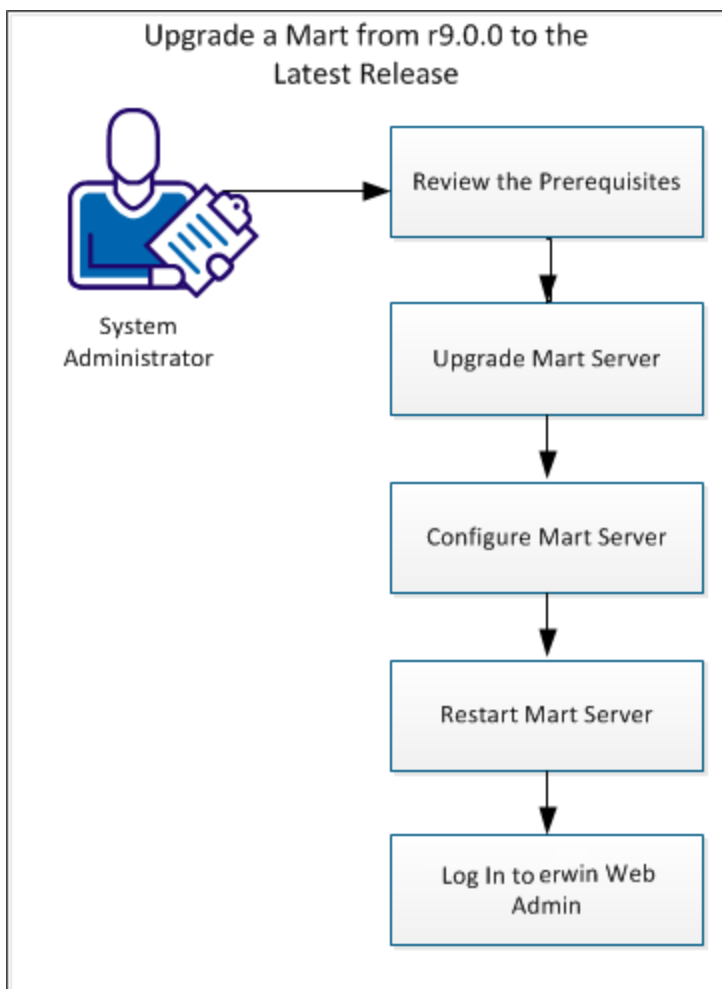 Upgrade a Mart from r9.0.0 to the
Latest Release
Review the Prerequisites
System
Administrator
Upgrade Mart Server
Configure Mart Server
Restart Mart Server
Log In to erwin Web
Admin